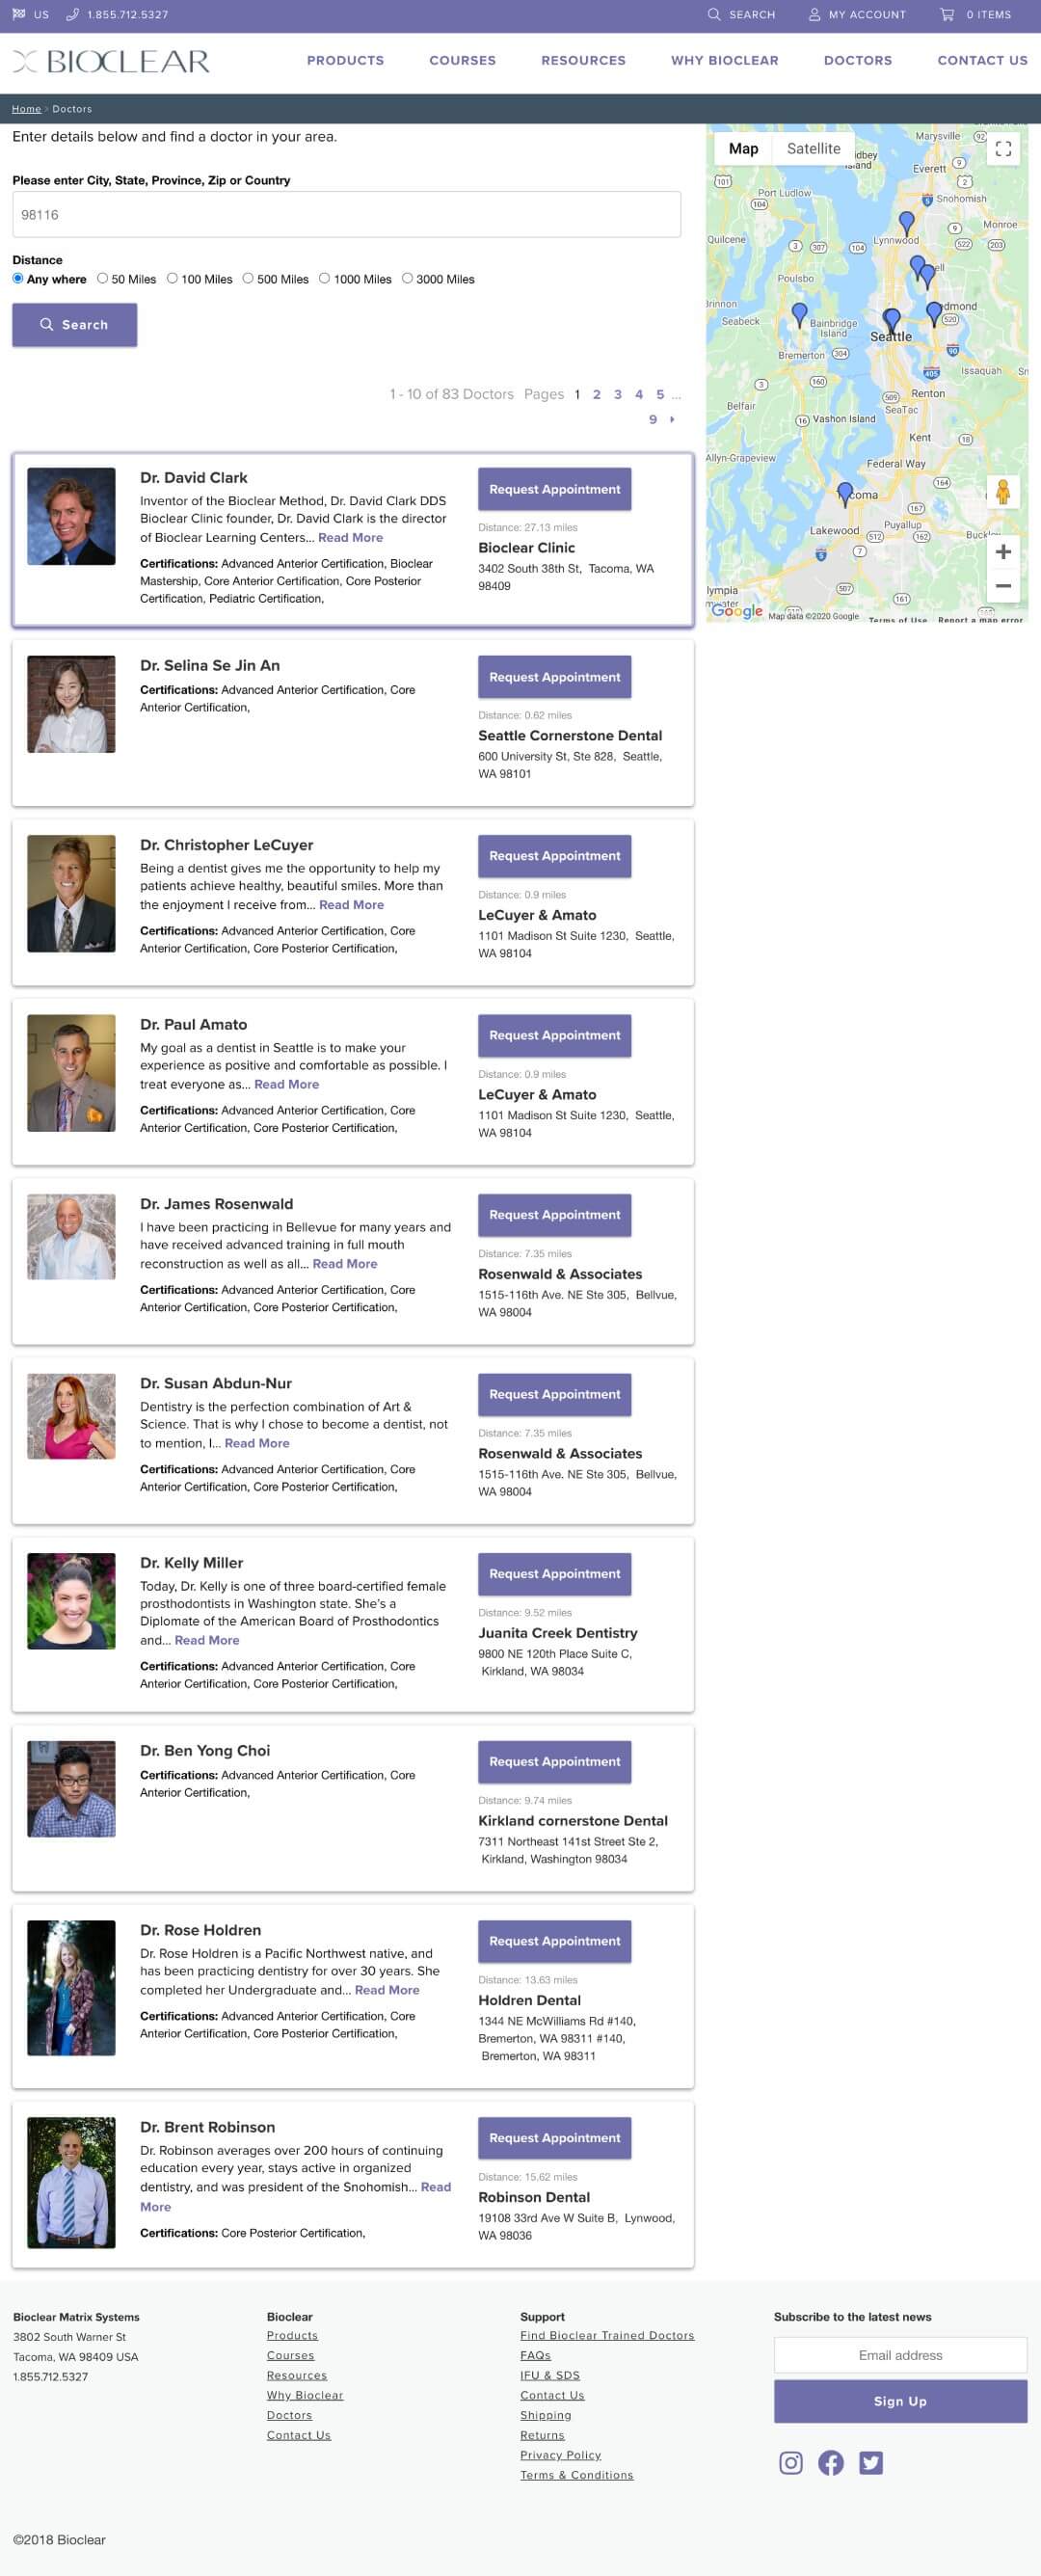 US 1.855.712.5327 SEARCH MY ACCOUNT 0 ITEMS
BIOCLEAR PRODUCTS COURSES RESOURCES WHY BIOCLEAR DOCTORS CONTACT US
Home > Doctors
Enter details below and find a doctor in your area.
Please enter City, State, Province, Zip or Country
98116
Distance
Any where 50 Miles 100 Miles 500 Miles 1000 Miles 3000 Miles
Search
1 - 10 of 83 Doctors Pages 1 2 3 4 5 ...
9
Map Satellite
Marysville
Everett
Port Ludlow
Snohomish
Quilcene
Lynnwood
Monroe
Poulsbo
Seabeck
Bainbridge
Island
Seattle
Bremerton
Issaquah
Belfair
Renton
SeaTac
Vashon Island
Kent
Allyn-Grapeview
Federal Way
Lakewood
Puyallup
Google Map data ©2020 Google Terms of Use Report a map error
Dr. David Clark
Inventor of the Bioclear Method, Dr. David Clark DDS
Bioclear Clinic founder, Dr. David Clark is the director
of Bioclear Learning Centers... Read More
Certifications: Advanced Anterior Certification, Bioclear
Mastership, Core Anterior Certification, Core Posterior
Certification, Pediatric Certification,
Request Appointment
Distance: 27.13 miles
Bioclear Clinic
3402 South 38th St, Tacoma, WA
98409
Dr. Selina Se Jin An
Certifications: Advanced Anterior Certification, Core
Anterior Certification,
Request Appointment
Distance: 0.62 miles
Seattle Cornerstone Dental
600 University St, Ste 828, Seattle,
WA 98101
Dr. Christopher LeCuyer
Being a dentist gives me the opportunity to help my
patients achieve healthy, beautiful smiles. More than
the enjoyment I receive from... Read More
Certifications: Advanced Anterior Certification, Core
Anterior Certification, Core Posterior Certification,
Request Appointment
Distance: 0.9 miles
LeCuyer & Amato
1101 Madison St Suite 1230, Seattle,
WA 98104
Dr. Paul Amato
My goal as a dentist in Seattle is to make your
experience as positive and comfortable as possible. I
treat everyone as... Read More
Certifications: Advanced Anterior Certification, Core
Anterior Certification, Core Posterior Certification,
Request Appointment
Distance: 0.9 miles
LeCuyer & Amato
1101 Madison St Suite 1230, Seattle,
WA 98104
Dr. James Rosenwald
I have been practicing in Bellevue for many years and
have received advanced training in full mouth
reconstruction as well as all... Read More
Certifications: Advanced Anterior Certification, Core
Anterior Certification, Core Posterior Certification,
Request Appointment
Distance: 7.35 miles
Rosenwald & Associates
1515-116th Ave. NE Ste 305, Bellvue,
WA 98004
Dr. Susan Abdun-Nur
Dentistry is the perfection combination of Art &
Science. That is why I chose to become a dentist, not
to mention, I... Read More
Certifications: Advanced Anterior Certification, Core
Anterior Certification, Core Posterior Certification,
Request Appointment
Distance: 7.35 miles
Rosenwald & Associates
1515-116th Ave. NE Ste 305, Bellvue,
WA 98004
Dr. Kelly Miller
Today, Dr. Kelly is one of three board-certified female
prosthodontists in Washington state. She's a
Diplomate of the American Board of Prosthodontics
and... Read More
Certifications: Advanced Anterior Certification, Core
Anterior Certification, Core Posterior Certification,
Request Appointment
Distance: 9.52 miles
Juanita Creek Dentistry
9800 NE 120th Place Suite C,
Kirkland, WA 98034
Dr. Ben Yong Choi
Certifications: Advanced Anterior Certification, Core
Anterior Certification,
Request Appointment
Distance: 9.74 miles
Kirkland cornerstone Dental
7311 Northeast 141st Street Ste 2,
Kirkland, Washington 98034
Dr. Rose Holdren
Dr. Rose Holdren is a Pacific Northwest native, and
has been practicing dentistry for over 30 years. She
completed her Undergraduate and... Read More
Certifications: Advanced Anterior Certification, Core
Anterior Certification, Core Posterior Certification,
Request Appointment
Distance: 13.63 miles
Holdren Dental
1344 NE McWilliams Rd #140,
Bremerton, WA 98311 #140,
Bremerton, WA 98311
Dr. Brent Robinson
Dr. Robinson averages over 200 hours of continuing
education every year, stays active in organized
dentistry, and was president of the Snohomish... Read
More
Certifications: Core Posterior Certification,
Request Appointment
Distance: 15.62 miles
Robinson Dental
19108 33rd Ave W Suite B, Lynwood,
WA 98036
Bioclear Matrix Systems
3802 South Warner St
Tacoma, WA 98409 USA
1.855.712.5327
Bioclear
Products
Courses
Resources
Why Bioclear
Doctors
Contact Us
Support
Find Bioclear Trained Doctors
FAQs
IFU & SDS
Contact Us
Shipping
Returns
Privacy Policy
Terms & Conditions
Subscribe to the latest news
Email address
Sign Up
©2018 Bioclear